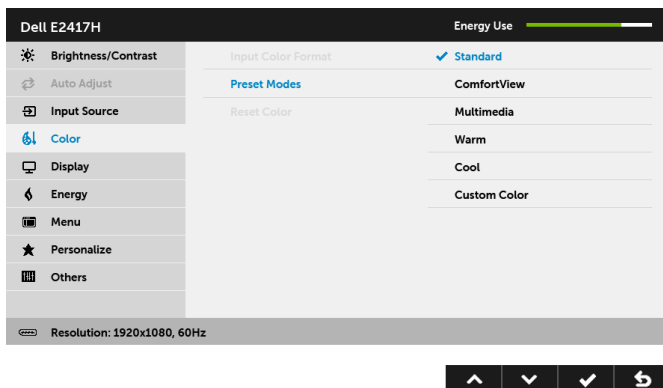 Dell E2417H
Energy Use
Brightness/Contrast
Input Color Format
Standard
Auto Adjust
Preset Modes
ComfortView
Input Source
Reset Color
Multimedia
Color
Warm
Display
Cool
Energy
Custom Color
Menu
Personalize
Others
Resolution: 1920x1080, 60Hz